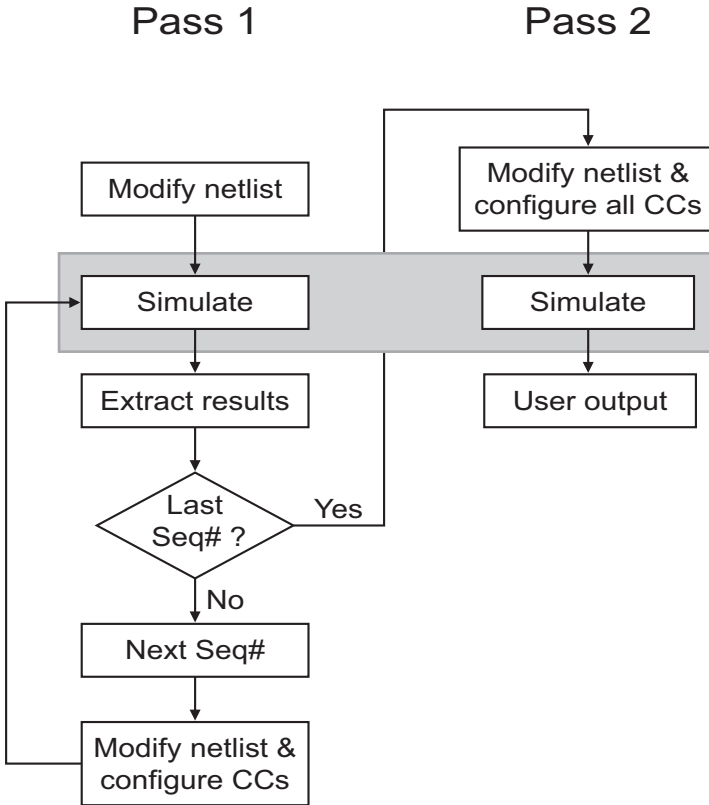 Pass 1
Pass 2
Modify netlist
Simulate
Extract results
Last
Seq# ?
Yes
No
Next Seq#
Modify netlist &
configure CCs
Modify netlist &
configure all CCs
Simulate
User output